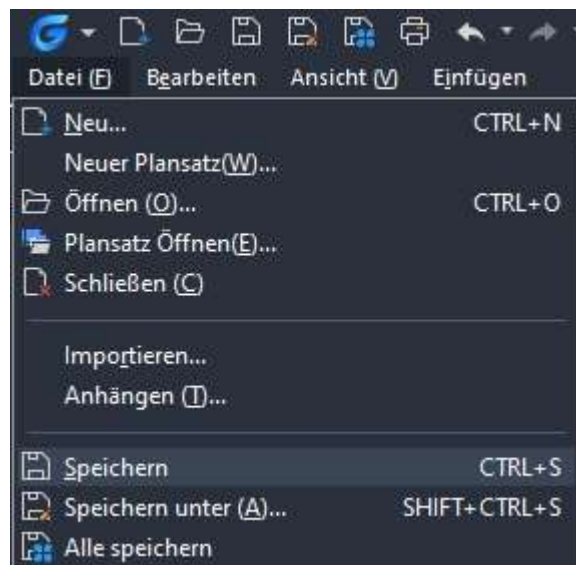 Datei (F) Bearbeiten Ansicht (V) Einfügen
Neu... CTRL+N
Neuer Plansatz(W)...
Öffnen (O)... CTRL+O
Plansatz Öffnen(E)...
Schließen (C)
Importieren...
Anhängen (T)...
Speichern CTRL+S
Speichern unter (A)... SHIFT+CTRL+S
Alle speichern